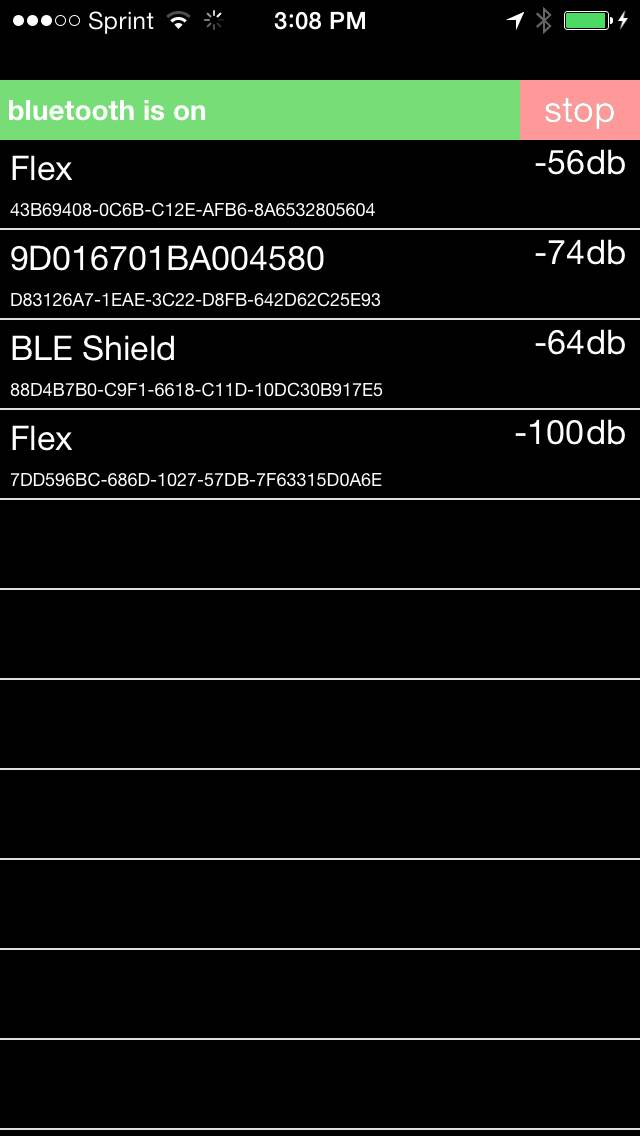 Sprint 3:08 PM
bluetooth is on stop
Flex -56db
43B69408-0C6B-C12E-AFB6-8A6532805604
9D016701BA004580 -74db
D83126A7-1EAE-3C22-D8FB-642D62C25E93
BLE Shield -64db
88D4B7B0-C9F1-6618-C11D-10DC30B917E5
Flex -100db
7DD596BC-686D-1027-57DB-7F63315D0A6E